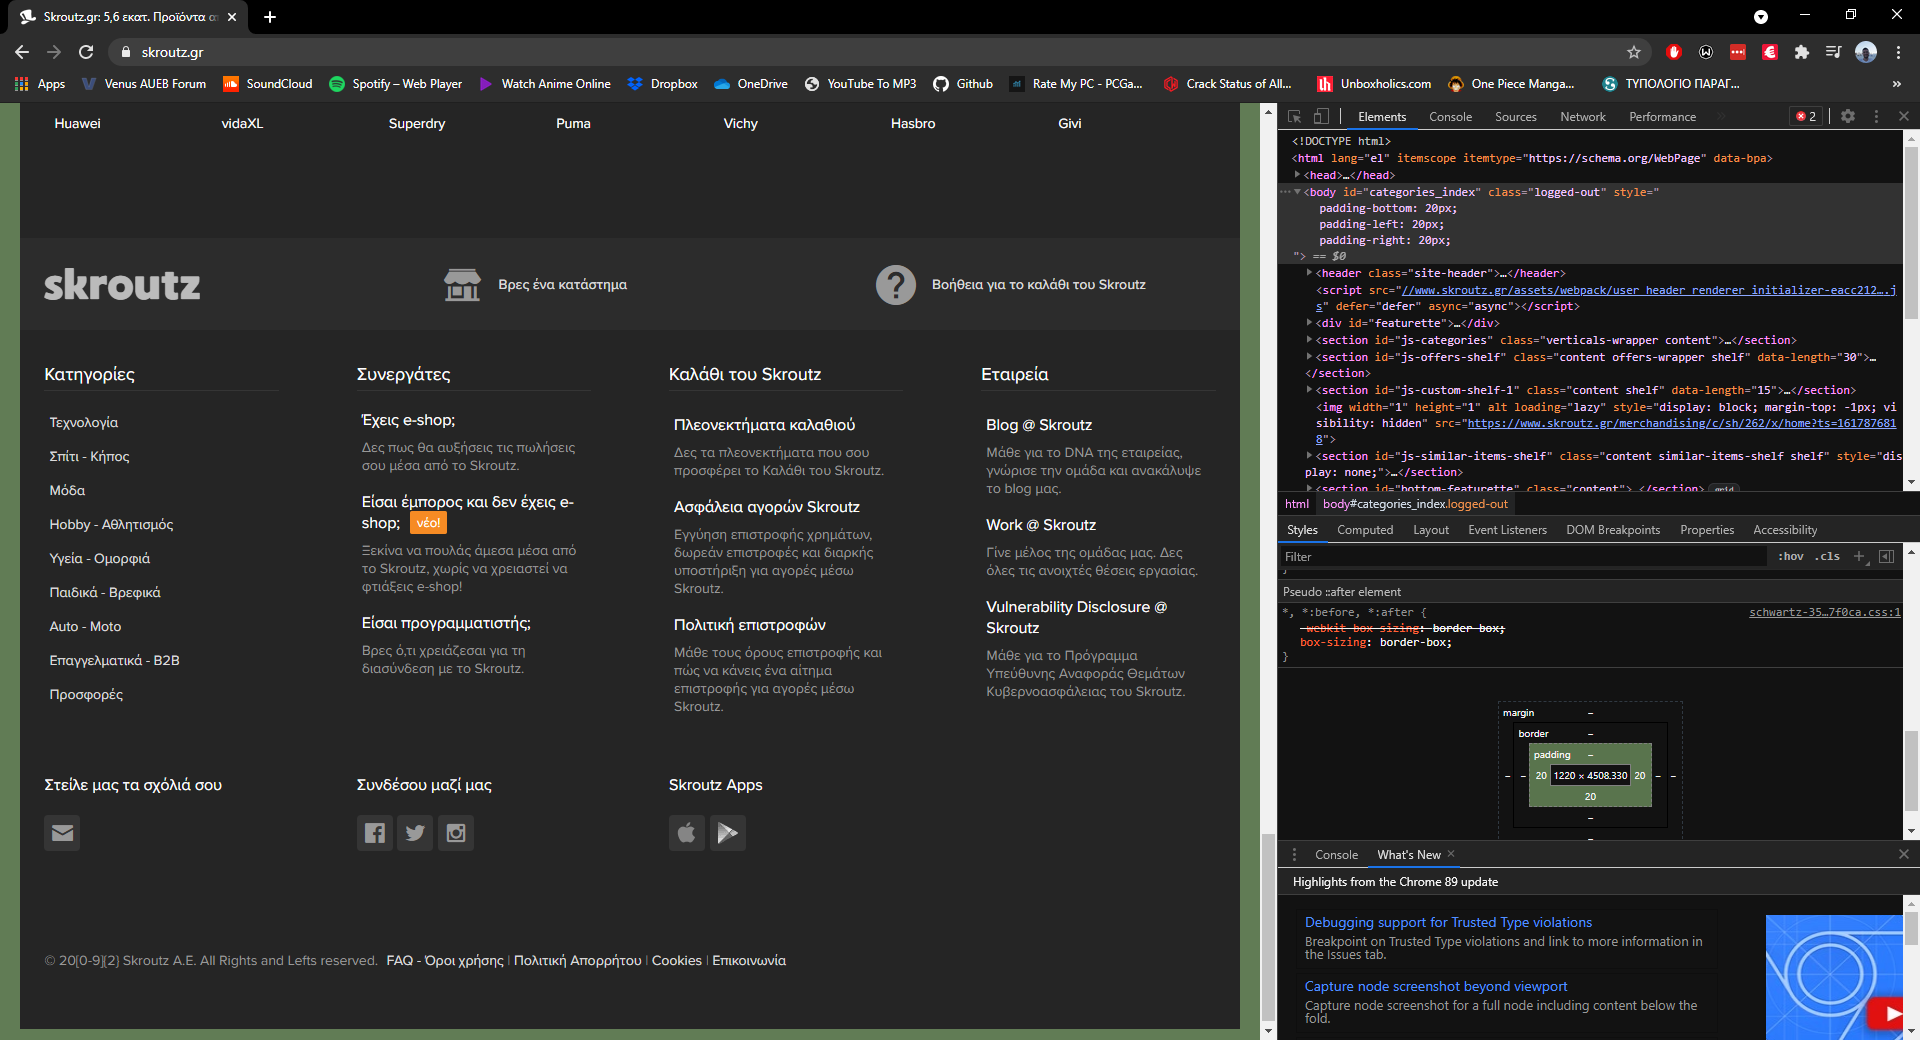 Skroutz.gr: 5,6 εκατ. Προϊόντα α
skroutz.gr
Apps
Venus AUEB Forum
SoundCloud
Spotify – Web Player
Watch Anime Online
Dropbox
OneDrive
YouTube To MP3
Github
Rate My PC - PCGa...
Crack Status of All...
Unboxholics.com
One Piece Manga...
ΤΥΠΟΛΟΓΙΟ ΠΑΡΑΓ...
»
Huawei
vidaXL
Superdry
Puma
Vichy
Hasbro
Givi
skroutz
Βρες ένα κατάστημα
Βοήθεια για το καλάθι του Skroutz
Κατηγορίες
Τεχνολογία
Σπίτι - Κήπος
Μόδα
Hobby - Αθλητισμός
Υγεία - Ομορφιά
Παιδικά - Βρεφικά
Auto - Moto
Επαγγελματικά - B2B
Προσφορές
Συνεργάτες
Έχεις e-shop;
Δες πως θα αυξήσεις τις πωλήσεις
σου μέσα από το Skroutz.
Είσαι έμπορος και δεν έχεις e-
shop; νέο!
Ξεκίνα να πουλάς άμεσα μέσα από
το Skroutz, χωρίς να χρειαστεί να
φτιάξεις e-shop!
Είσαι προγραμματιστής;
Βρες ό,τι χρειάζεσαι για τη
διασύνδεση με το Skroutz.
Καλάθι του Skroutz
Πλεονεκτήματα καλαθιού
Δες τα πλεονεκτήματα που σου
προσφέρει το Καλάθι του Skroutz.
Ασφάλεια αγορών Skroutz
Εγγύηση επιστροφής χρημάτων,
δωρεάν επιστροφές και διαρκής
υποστήριξη για αγορές μέσω
Skroutz.
Πολιτική επιστροφών
Μάθε τους όρους επιστροφής και
πώς να κάνεις ένα αίτημα
επιστροφής για αγορές μέσω
Skroutz.
Εταιρεία
Blog @ Skroutz
Μάθε για το DNA της εταιρείας,
γνώρισε την ομάδα και ανακάλυψε
το blog μας.
Work @ Skroutz
Γίνε μέλος της ομάδας μας. Δες
όλες τις ανοιχτές θέσεις εργασίας.
Vulnerability Disclosure @
Skroutz
Μάθε για το Πρόγραμμα
Υπεύθυνης Αναφοράς Θεμάτων
Κυβερνοασφάλειας του Skroutz.
Στείλε μας τα σχόλιά σου
Συνδέσου μαζί μας
Skroutz Apps
© 20[0-9]{2} Skroutz A.E. All Rights and Lefts reserved. FAQ - Όροι χρήσης | Πολιτική Απορρήτου | Cookies | Επικοινωνία
Elements
Console
Sources
Network
Performance
2
<!DOCTYPE html>
<html lang="el" itemscope itemtype="https://schema.org/WebPage" data-bpa>
<head>…</head>
<body id="categories_index" class="logged-out" style="
padding-bottom: 20px;
padding-left: 20px;
padding-right: 20px;
"> == $0
<header class="site-header">…</header>
<script src="//www.skroutz.gr/assets/webpack/user_header_renderer_initializer-eacc212….j
s" defer="defer" async="async"></script>
<div id="featurette">…</div>
<section id="js-categories" class="verticals-wrapper content">…</section>
<section id="js-offers-shelf" class="content offers-wrapper shelf" data-length="30">…
</section>
<section id="js-custom-shelf-1" class="content shelf" data-length="15">…</section>
<img width="1" height="1" alt loading="lazy" style="display: block; margin-top: -1px; vi
sibility: hidden" src="https://www.skroutz.gr/merchandising/c/sh/262/x/home?ts=161787681
8">
<section id="js-similar-items-shelf" class="content similar-items-shelf shelf" style="dis
play: none;">…</section>
<section id="bottom-featurette" class="content"> </section> grid
html
body#categories_index.logged-out
Styles
Computed
Layout
Event Listeners
DOM Breakpoints
Properties
Accessibility
Filter
:hov .cls
}
Pseudo ::after element
*, *:before, *:after {
schwartz-35…7f0ca.css:1
-webkit-box-sizing: border-box;
box-sizing: border-box;
}
margin –
border –
padding –
– – 20 1220 × 4508.330 20 – –
20
–
–
Console
What's New
Highlights from the Chrome 89 update
Debugging support for Trusted Type violations
Breakpoint on Trusted Type violations and link to more information in
the Issues tab.
Capture node screenshot beyond viewport
Capture node screenshot for a full node including content below the
fold.